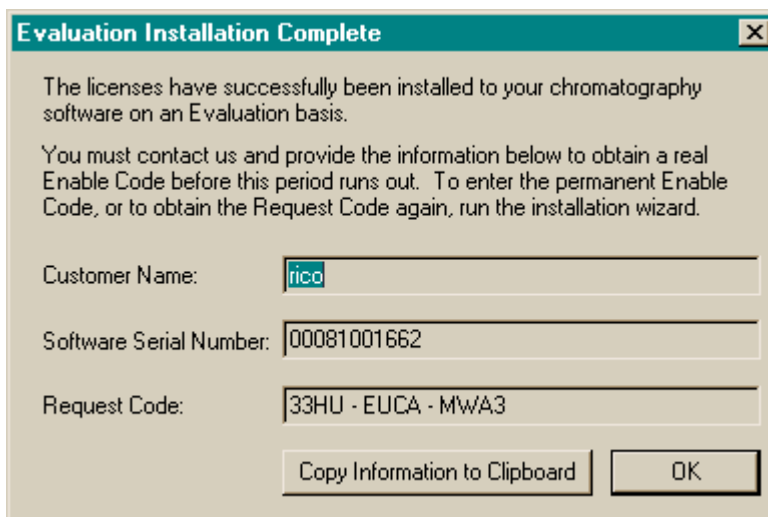 Evaluation Installation Complete
The licenses have successfully been installed to your chromatography
software on an Evaluation basis.
You must contact us and provide the information below to obtain a real
Enable Code before this period runs out.  To enter the permanent Enable
Code, or to obtain the Request Code again, run the installation wizard.
Customer Name: rico
Software Serial Number: 00081001662
Request Code: 33HU - EUCA - MWA3
Copy Information to Clipboard OK